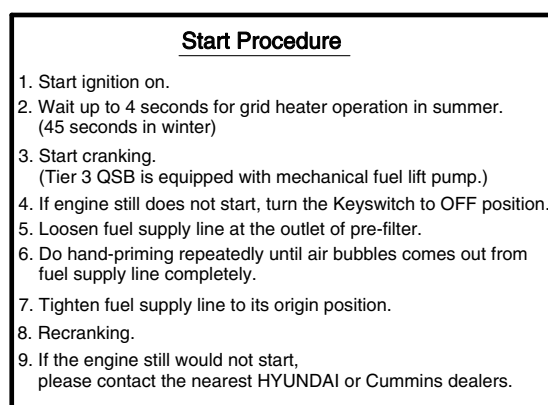 Start Procedure
1. Start ignition on.
2. Wait up to 4 seconds for grid heater operation in summer.
(45 seconds in winter)
3. Start cranking.
(Tier 3 QSB is equipped with mechanical fuel lift pump.)
4. If engine still does not start, turn the Keyswitch to OFF position.
5. Loosen fuel supply line at the outlet of pre-filter.
6. Do hand-priming repeatedly until air bubbles comes out from
fuel supply line completely.
7. Tighten fuel supply line to its origin position.
8. Recranking.
9. If the engine still would not start,
please contact the nearest HYUNDAI or Cummins dealers.